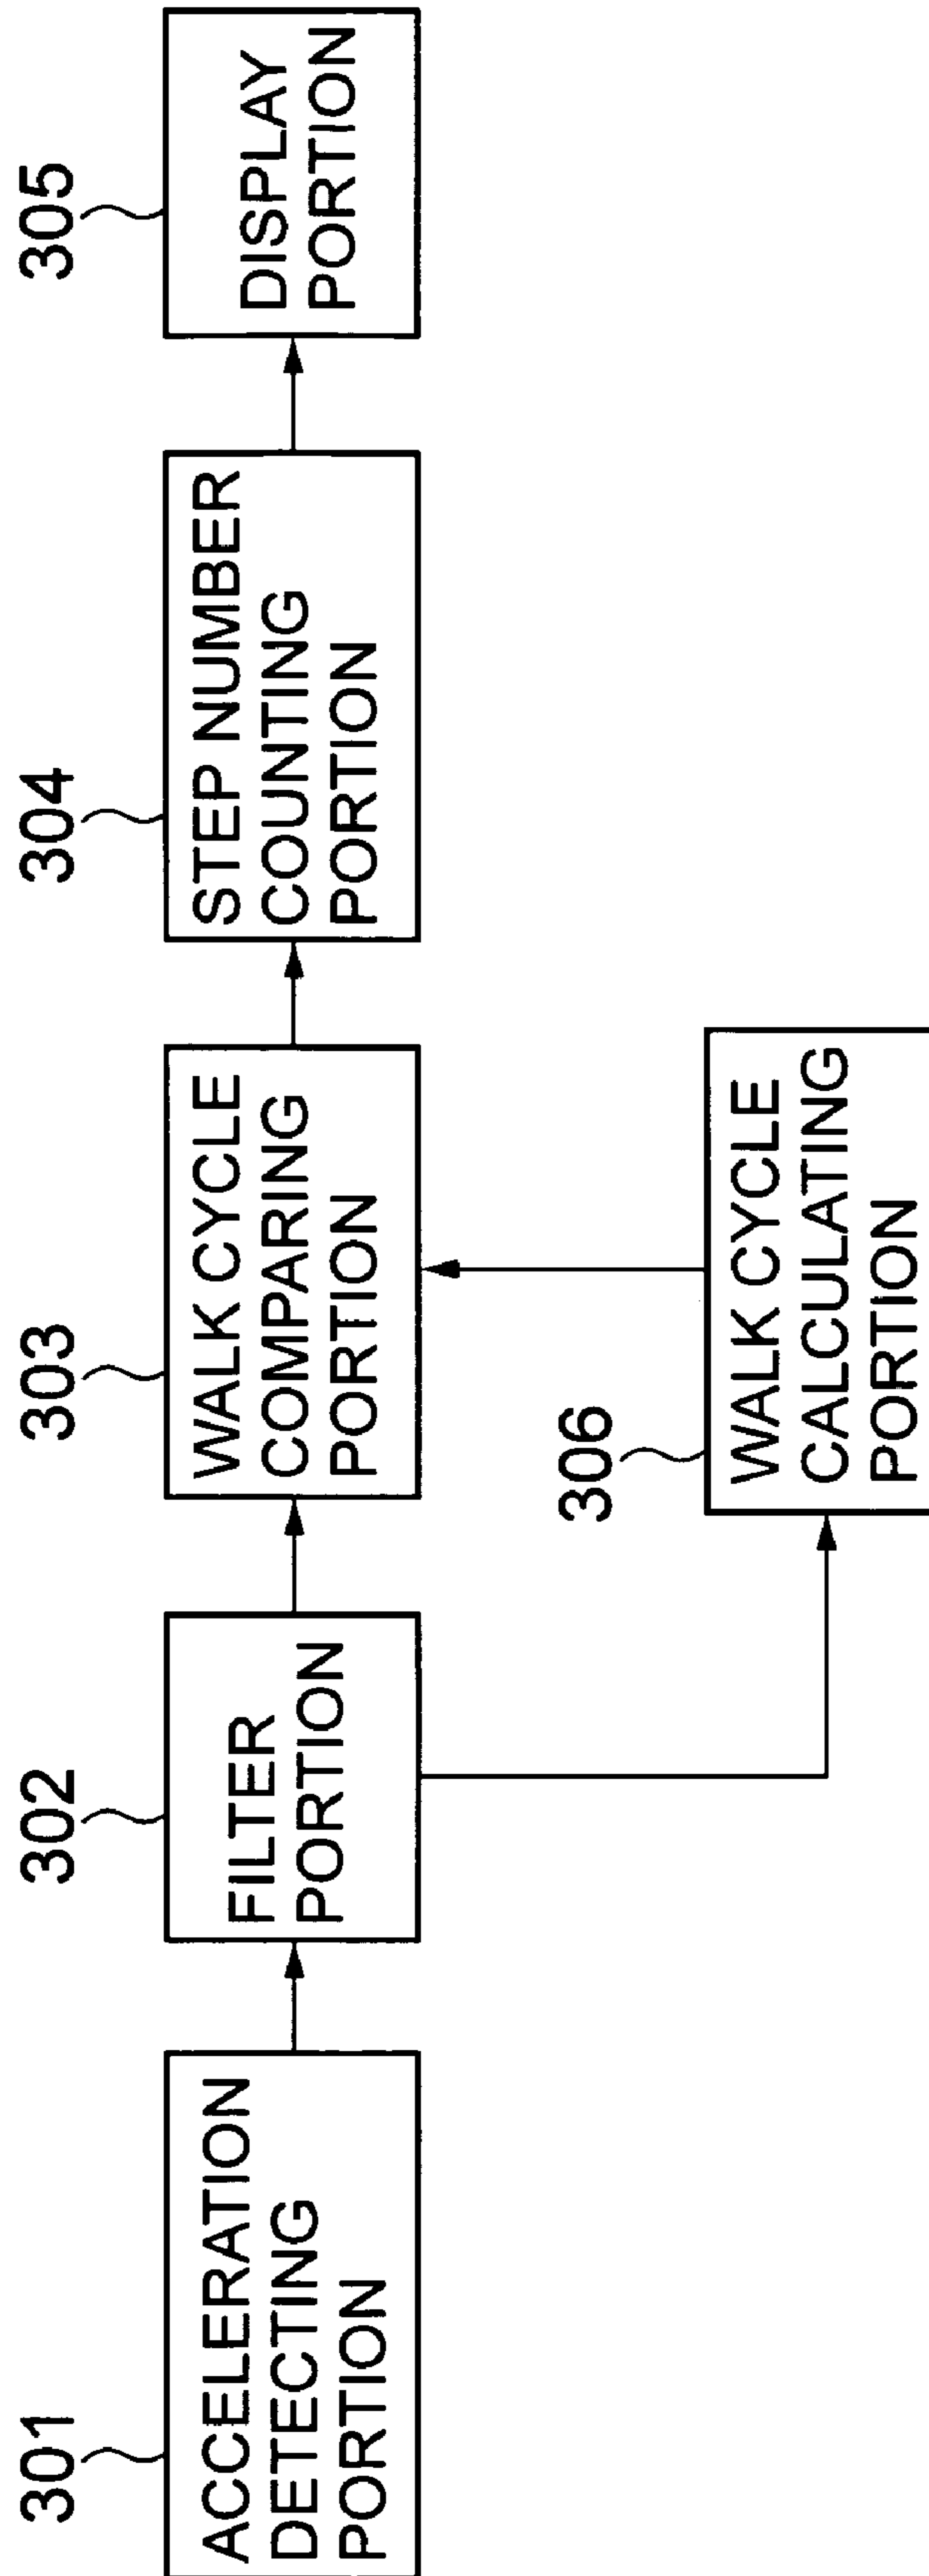 301
ACCELERATION
DETECTING
PORTION
302
FILTER
PORTION
303
WALK CYCLE
COMPARING
PORTION
304
STEP NUMBER
COUNTING
PORTION
305
DISPLAY
PORTION
306
WALK CYCLE
CALCULATING
PORTION